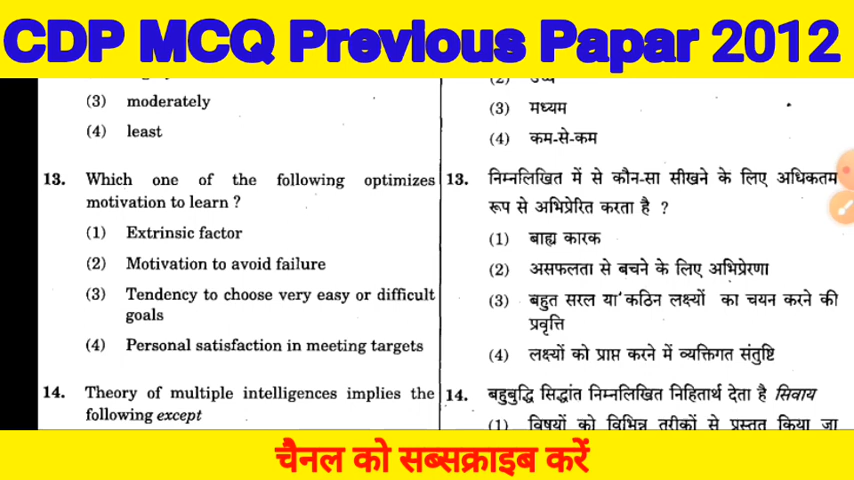 CDP MCQ Previous Papar 2012
(3) moderately
(4) least
13. Which one of the following optimizes
motivation to learn ?
(1) Extrinsic factor
(2) Motivation to avoid failure
(3) Tendency to choose very easy or difficult
goals
(4) Personal satisfaction in meeting targets
14. Theory of multiple intelligences implies the
following except
(3) मध्यम
(4) कम-से-कम
13. निम्नलिखित में से कौन-सा सीखने के लिए अधिकतम
रूप से अभिप्रेरित करता है ?
(1) बाह्य कारक
(2) असफलता से बचने के लिए अभिप्रेरणा
(3) बहुत सरल या कठिन लक्ष्यों का चयन करने की
प्रवृत्ति
(4) लक्ष्यों को प्राप्त करने में व्यक्तिगत संतुष्टि
14. बहुबुद्धि सिद्धांत निम्नलिखित निहितार्थ देता है सिवाय
(1) विषयों को विभिन्न तरीकों से प्रस्तुत किया जा
चैनल को सब्सक्राइब करें